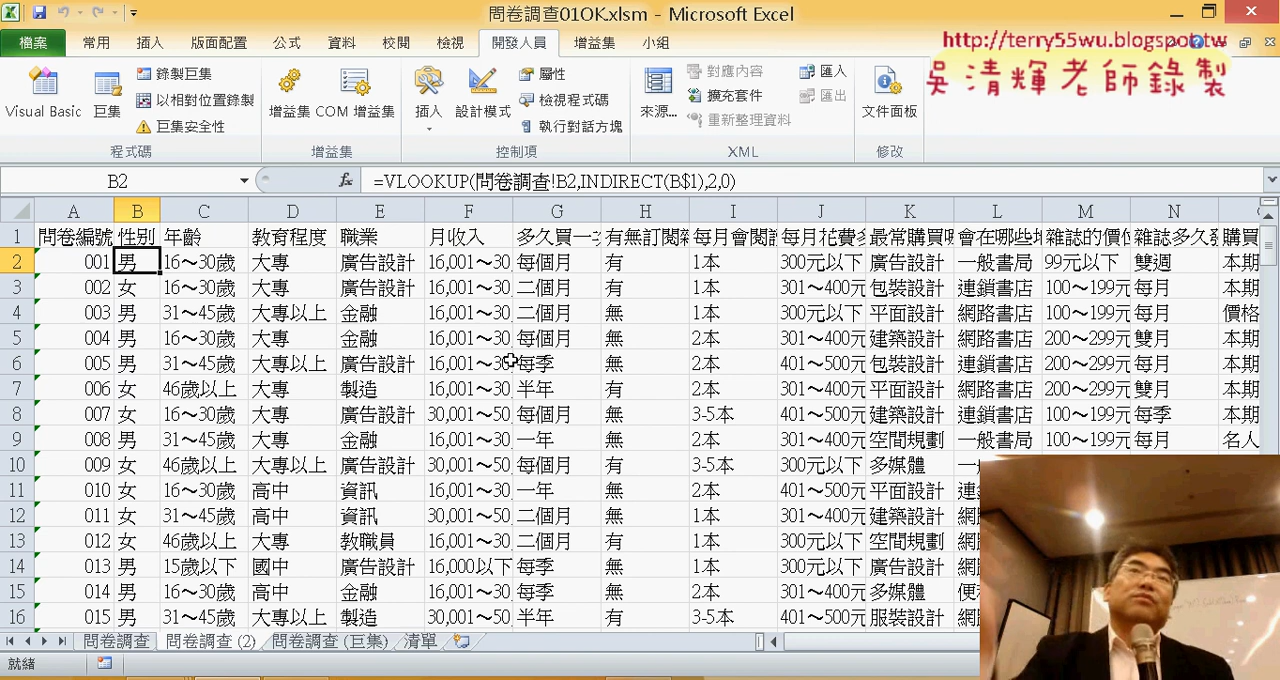 問卷調查01OK.xlsm - Microsoft Excel
檔案 常用 插入 版面配置 公式 資料 校閱 檢視 開發人員 增益集 小組
http://terry55wu.blogspot.tw
吳清輝老師錄製
Visual Basic 巨集 錄製巨集 以相對位置錄製 巨集安全性 程式碼
增益集 COM 增益集 增益集
插入 設計模式 屬性 檢視程式碼 執行對話方塊 控制項
來源... 對應內容 擴充套件 重新整理資料 匯入 匯出 XML
文件面板 修改
B2 fx =VLOOKUP(問卷調查!B2,INDIRECT(B$1),2,0)
A B C D E F G H I J K L M N
1 問卷編號 性別 年齡 教育程度 職業 月收入 多久買一次 有無訂閱雜 每月會閱讀 每月花費多 最常購買哪 會在哪些地 雜誌的價位 雜誌多久發 購買
2 001 男 16～30歲 大專 廣告設計 16,001～30, 每個月 有 1本 300元以下 廣告設計 一般書局 99元以下 雙週 本期
3 002 女 16～30歲 大專 廣告設計 16,001～30, 二個月 有 1本 301～400元 包裝設計 連鎖書店 100～199元 每月 本期
4 003 男 31～45歲 大專以上 金融 16,001～30, 二個月 無 1本 300元以下 平面設計 網路書店 100～199元 每月 價格
5 004 男 16～30歲 大專 金融 16,001～30, 每個月 無 2本 301～400元 建築設計 網路書店 200～299元 雙月 本期
6 005 男 31～45歲 大專以上 廣告設計 16,001～30 每季 無 2本 401～500元 包裝設計 連鎖書店 200～299元 每月 本期
7 006 女 46歲以上 大專 製造 16,001～30, 半年 有 2本 301～400元 平面設計 網路書店 200～299元 雙月 本期
8 007 女 16～30歲 大專 廣告設計 30,001～50, 每個月 無 3-5本 401～500元 建築設計 連鎖書店 100～199元 每季 本期
9 008 男 31～45歲 大專 金融 16,001～30, 一年 無 2本 301～400元 空間規劃 一般書局 100～199元 每月 名人
10 009 女 46歲以上 大專以上 廣告設計 30,001～50, 每個月 有 3-5本 300元以下 多媒體
11 010 女 16～30歲 高中 資訊 16,001～30, 一年 無 2本 401～500元 平面設計
12 011 女 31～45歲 高中 資訊 30,001～50, 二個月 無 1本 301～400元 建築設計
13 012 女 46歲以上 大專 教職員 16,001～30, 二個月 有 2本 301～400元 空間規劃
14 013 男 15歲以下 國中 廣告設計 16,000以下 每季 無 1本 300元以下 廣告設計
15 014 男 16～30歲 高中 金融 16,001～30, 每季 無 2本 301～400元 多媒體
16 015 男 31～45歲 大專以上 製造 30,001～50, 半年 有 3-5本 401～500元 服裝設計
問卷調查 問卷調查 (2) 問卷調查 (巨集) 清單
就緒